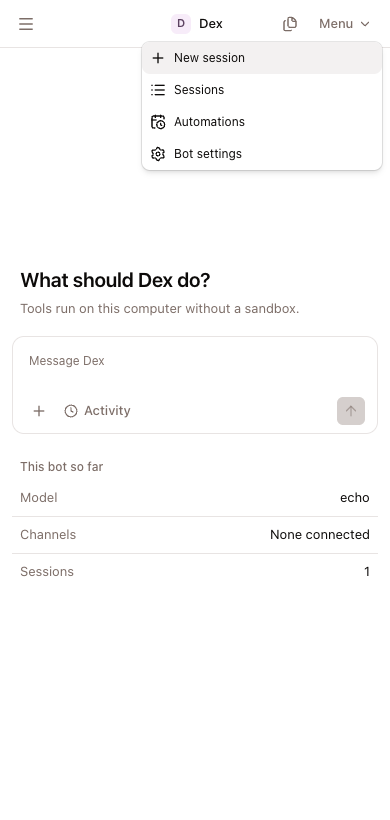 D Dex Menu
New session
Sessions
Automations
Bot settings
What should Dex do?
Tools run on this computer without a sandbox.
Message Dex
Activity
This bot so far
Model echo
Channels None connected
Sessions 1